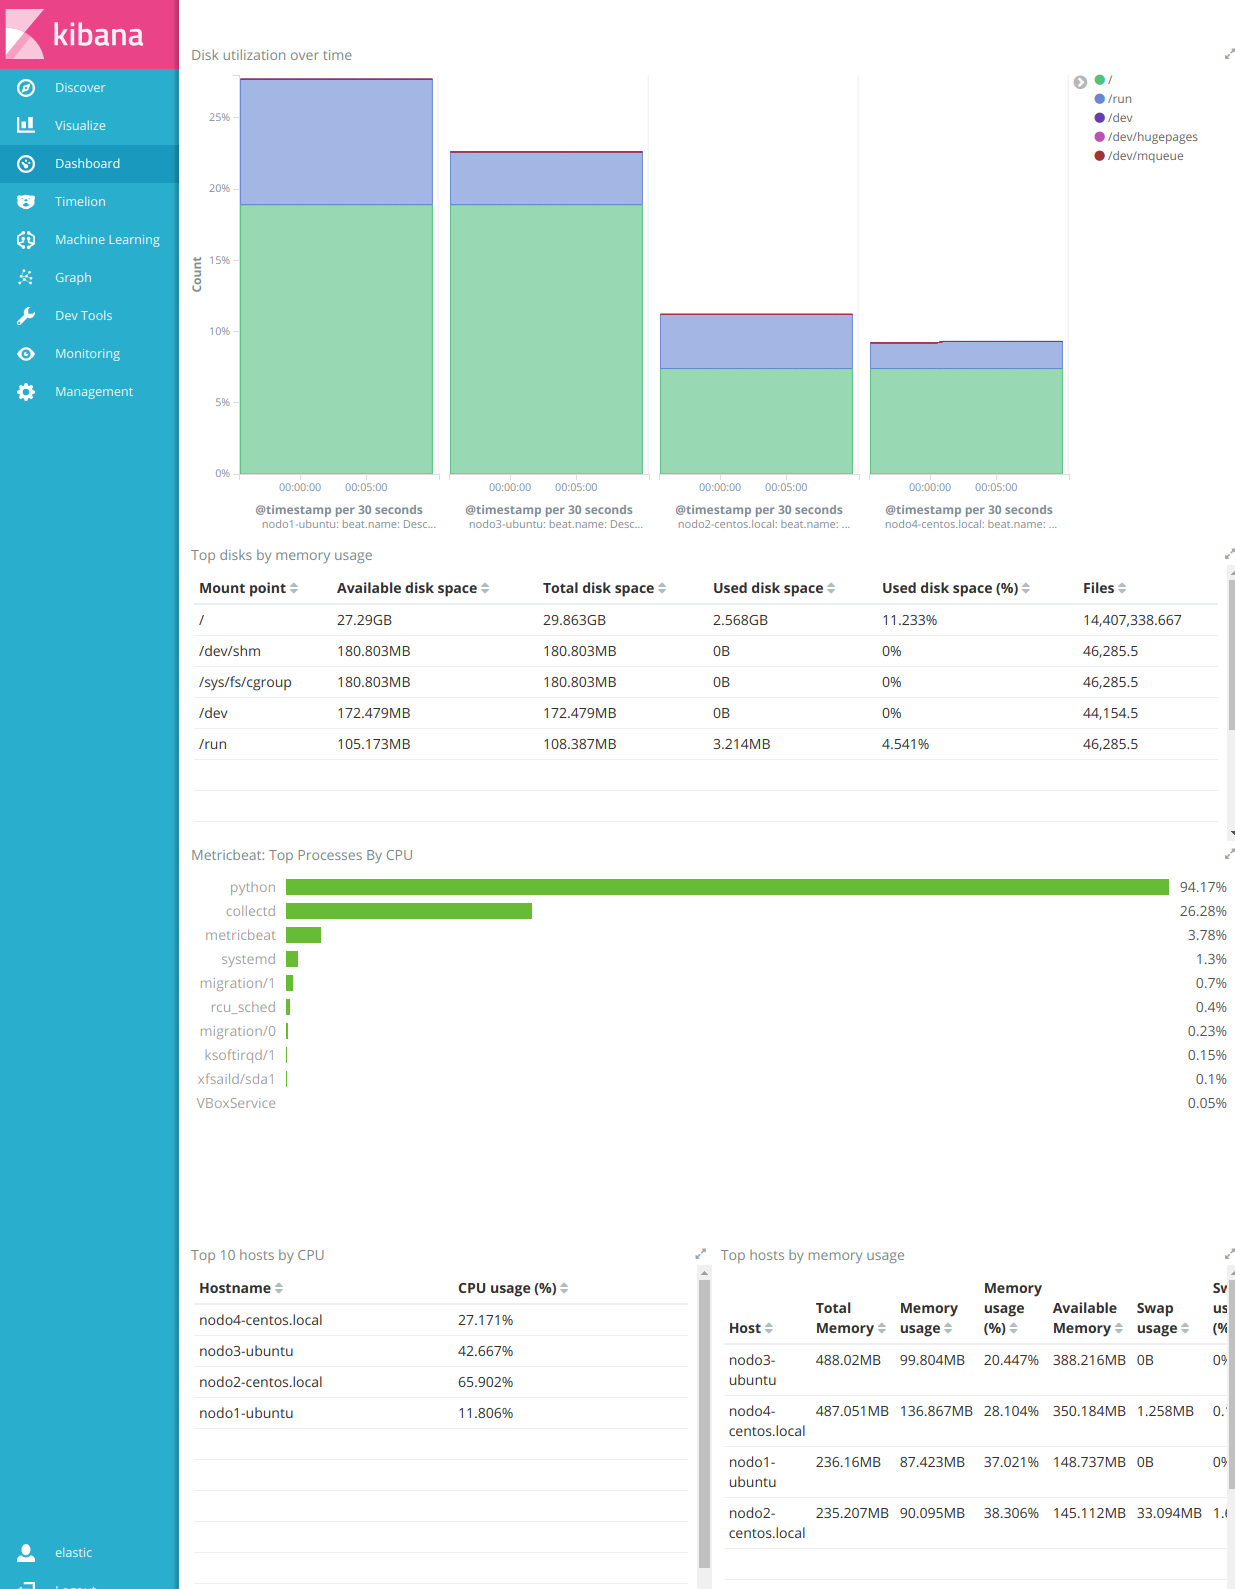 kibana
Discover
Visualize
Dashboard
Timelion
Machine Learning
Graph
Dev Tools
Monitoring
Management
elastic
Disk utilization over time
/
/run
/dev
/dev/hugepages
/dev/mqueue
Count
25%
20%
15%
10%
5%
0%
00:00:00 00:05:00 00:00:00 00:05:00 00:00:00 00:05:00 00:00:00 00:05:00
@timestamp per 30 seconds @timestamp per 30 seconds @timestamp per 30 seconds @timestamp per 30 seconds
nodo1-ubuntu: beat.name: Desc... nodo3-ubuntu: beat.name: Desc... nodo2-centos.local: beat.name: ... nodo4-centos.local: beat.name: ...
Top disks by memory usage
Mount point Available disk space Total disk space Used disk space Used disk space (%) Files
/ 27.29GB 29.863GB 2.568GB 11.233% 14,407,338.667
/dev/shm 180.803MB 180.803MB 0B 0% 46,285.5
/sys/fs/cgroup 180.803MB 180.803MB 0B 0% 46,285.5
/dev 172.479MB 172.479MB 0B 0% 44,154.5
/run 105.173MB 108.387MB 3.214MB 4.541% 46,285.5
Metricbeat: Top Processes By CPU
python 94.17%
collectd 26.28%
metricbeat 3.78%
systemd 1.3%
migration/1 0.7%
rcu_sched 0.4%
migration/0 0.23%
ksoftirqd/1 0.15%
xfsaild/sda1 0.1%
VBoxService 0.05%
Top 10 hosts by CPU
Hostname CPU usage (%)
nodo4-centos.local 27.171%
nodo3-ubuntu 42.667%
nodo2-centos.local 65.902%
nodo1-ubuntu 11.806%
Top hosts by memory usage
Memory
Total Memory usage Available Swap
Host Memory usage (%) Memory usage (%
nodo3- 488.02MB 99.804MB 20.447% 388.216MB 0B 0%
ubuntu
nodo4- 487.051MB 136.867MB 28.104% 350.184MB 1.258MB
centos.local
nodo1- 236.16MB 87.423MB 37.021% 148.737MB 0B 0%
ubuntu
nodo2- 235.207MB 90.095MB 38.306% 145.112MB 33.094MB
centos.local